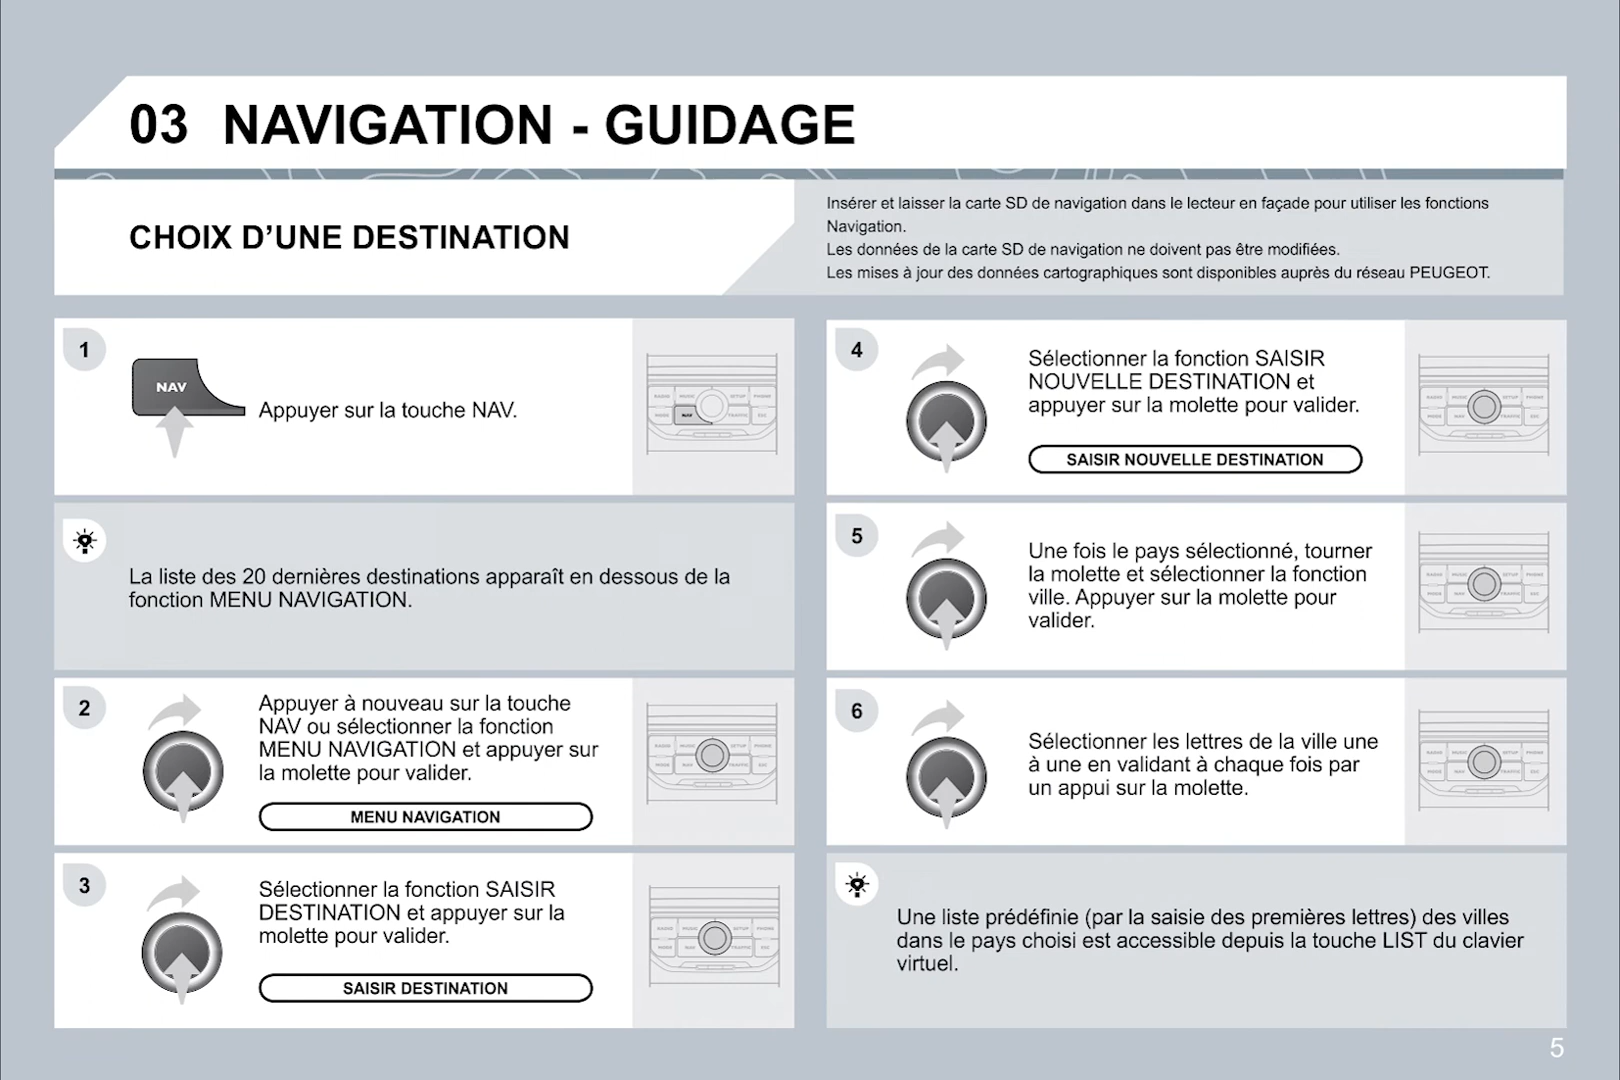 03 NAVIGATION - GUIDAGE
CHOIX D’UNE DESTINATION
Insérer et laisser la carte SD de navigation dans le lecteur en façade pour utiliser les fonctions
Navigation.
Les données de la carte SD de navigation ne doivent pas être modifiées.
Les mises à jour des données cartographiques sont disponibles auprès du réseau PEUGEOT.
1
NAV
Appuyer sur la touche NAV.
La liste des 20 dernières destinations apparaît en dessous de la
fonction MENU NAVIGATION.
2
Appuyer à nouveau sur la touche
NAV ou sélectionner la fonction
MENU NAVIGATION et appuyer sur
la molette pour valider.
MENU NAVIGATION
3
Sélectionner la fonction SAISIR
DESTINATION et appuyer sur la
molette pour valider.
SAISIR DESTINATION
4
Sélectionner la fonction SAISIR
NOUVELLE DESTINATION et
appuyer sur la molette pour valider.
SAISIR NOUVELLE DESTINATION
5
Une fois le pays sélectionné, tourner
la molette et sélectionner la fonction
ville. Appuyer sur la molette pour
valider.
6
Sélectionner les lettres de la ville une
à une en validant à chaque fois par
un appui sur la molette.
Une liste prédéfinie (par la saisie des premières lettres) des villes
dans le pays choisi est accessible depuis la touche LIST du clavier
virtuel.
5